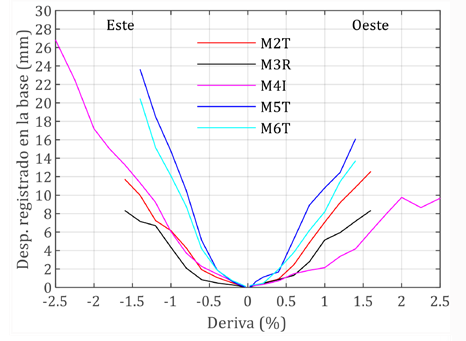 Este
Oeste
M2T
M3R
M4I
M5T
M6T
Desp. registrado en la base (mm)
30
28
26
24
22
20
18
16
14
12
10
8
6
4
2
0
-2.5 -2 -1.5 -1 -0.5 0 0.5 1 1.5 2 2.5
Deriva (%)